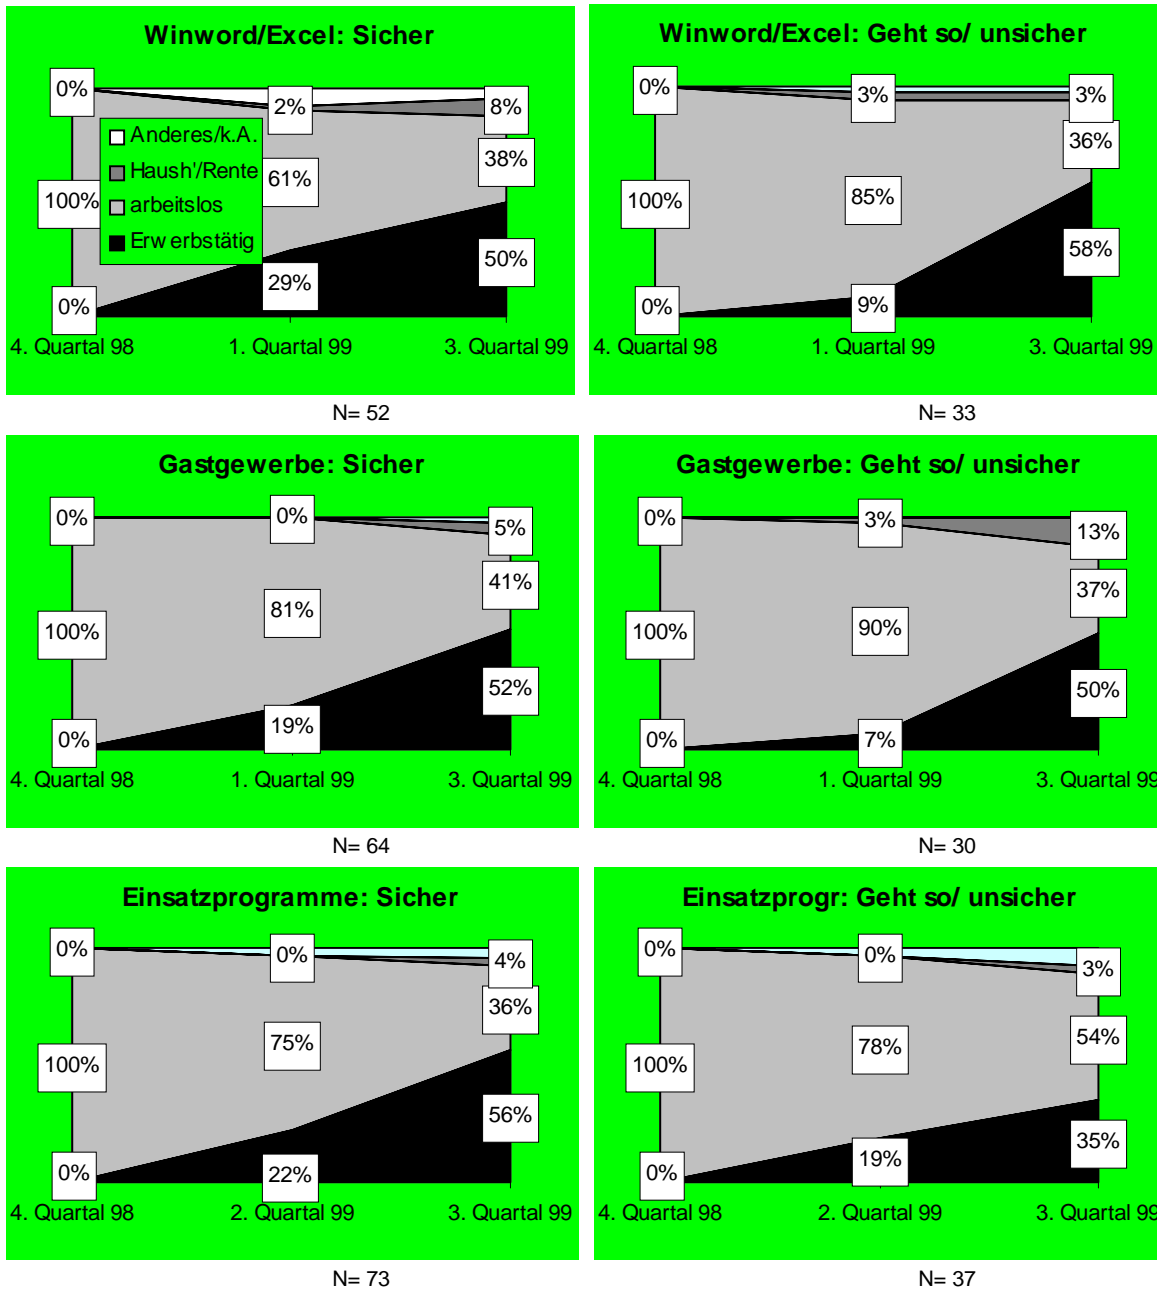 Winword/Excel: Sicher
0%
2%
8%
Anderes/k.A.
Haush'/Rente
arbeitslos
Erwerbstätig
100%
61%
38%
0%
29%
50%
4. Quartal 98 1. Quartal 99 3. Quartal 99
N= 52
Winword/Excel: Geht so/ unsicher
0%
3%
3%
100%
85%
36%
0%
9%
58%
4. Quartal 98 1. Quartal 99 3. Quartal 99
N= 33
Gastgewerbe: Sicher
0%
0%
5%
100%
81%
41%
0%
19%
52%
4. Quartal 98 1. Quartal 99 3. Quartal 99
N= 64
Gastgewerbe: Geht so/ unsicher
0%
3%
13%
100%
90%
37%
0%
7%
50%
4. Quartal 98 1. Quartal 99 3. Quartal 99
N= 30
Einsatzprogramme: Sicher
0%
0%
4%
100%
75%
36%
0%
22%
56%
4. Quartal 98 2. Quartal 99 3. Quartal 99
N= 73
Einsatzprogr: Geht so/ unsicher
0%
0%
3%
100%
78%
54%
0%
19%
35%
4. Quartal 98 2. Quartal 99 3. Quartal 99
N= 37